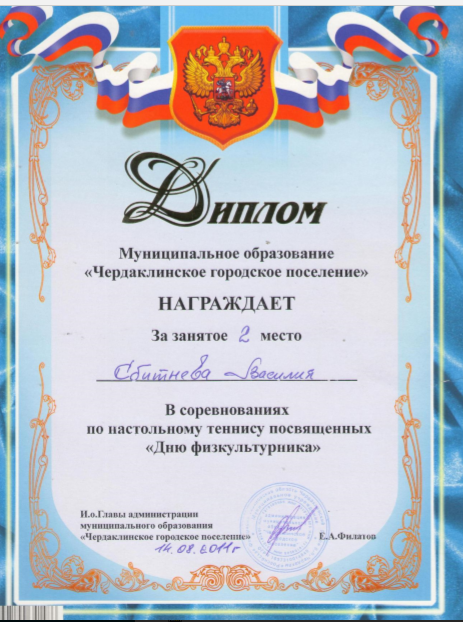 Диплом
Муниципальное образование
«Чердаклинское городское поселение»
НАГРАЖДАЕТ
За занятое 2 место
Сбитнева Василия
В соревнованиях
по настольному теннису посвященных
«Дню физкультурника»
И.о.Главы администрации
муниципального образования
«Чердаклинское городское поселение» Е.А.Филатов
14.08.2011г